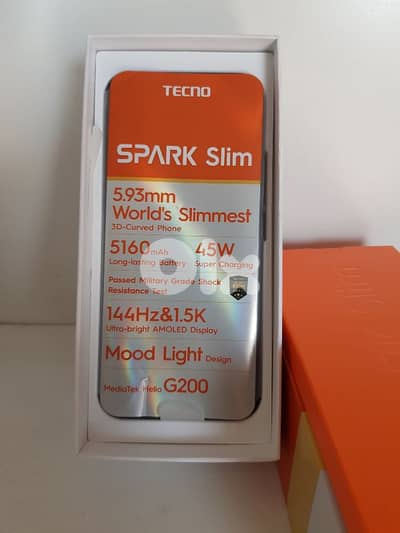 TECNO
SPARK Slim
5.93mm
World's Slimmest
3D-Curved Phone
5160mAh 45W
Long-lasting Battery Super Charging
Passed Military Grade Shock
Resistance Test
144Hz&1.5K
Ultra-bright AMOLED Display
Mood Light Design
MediaTek Helio G200